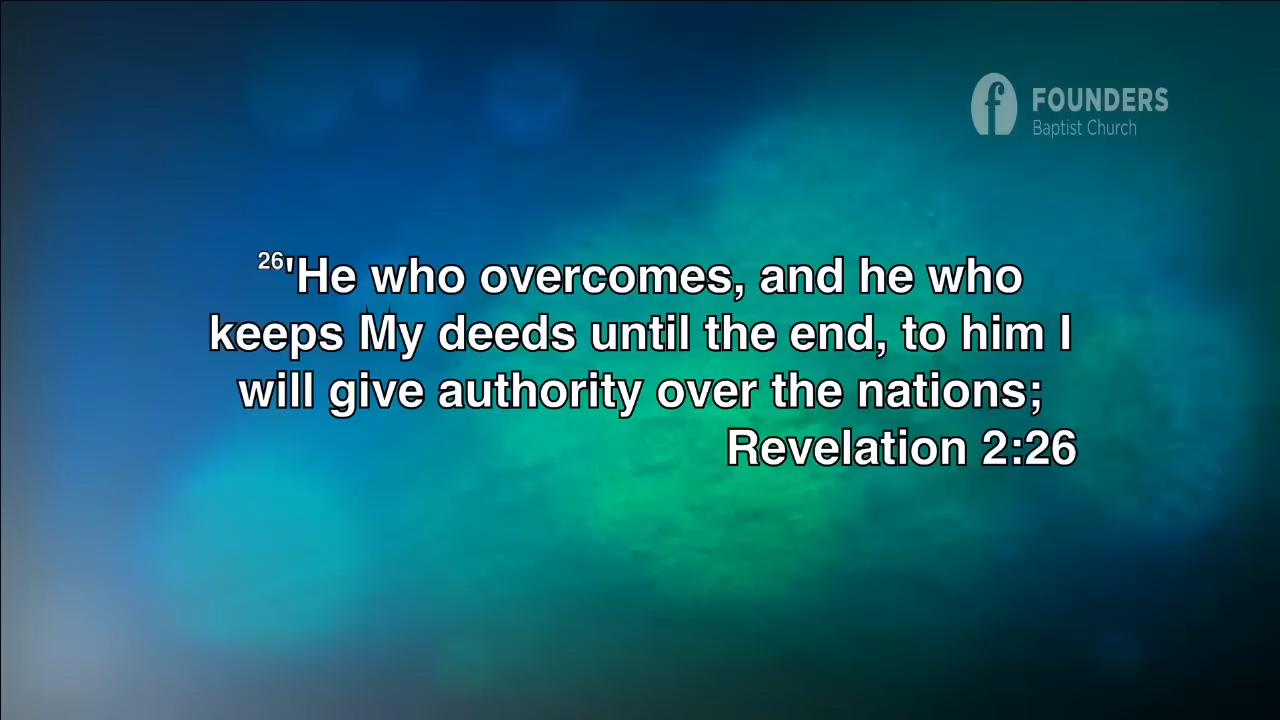 FOUNDERS
Baptist Church
26'He who overcomes, and he who
keeps My deeds until the end, to him I
will give authority over the nations;
Revelation 2:26